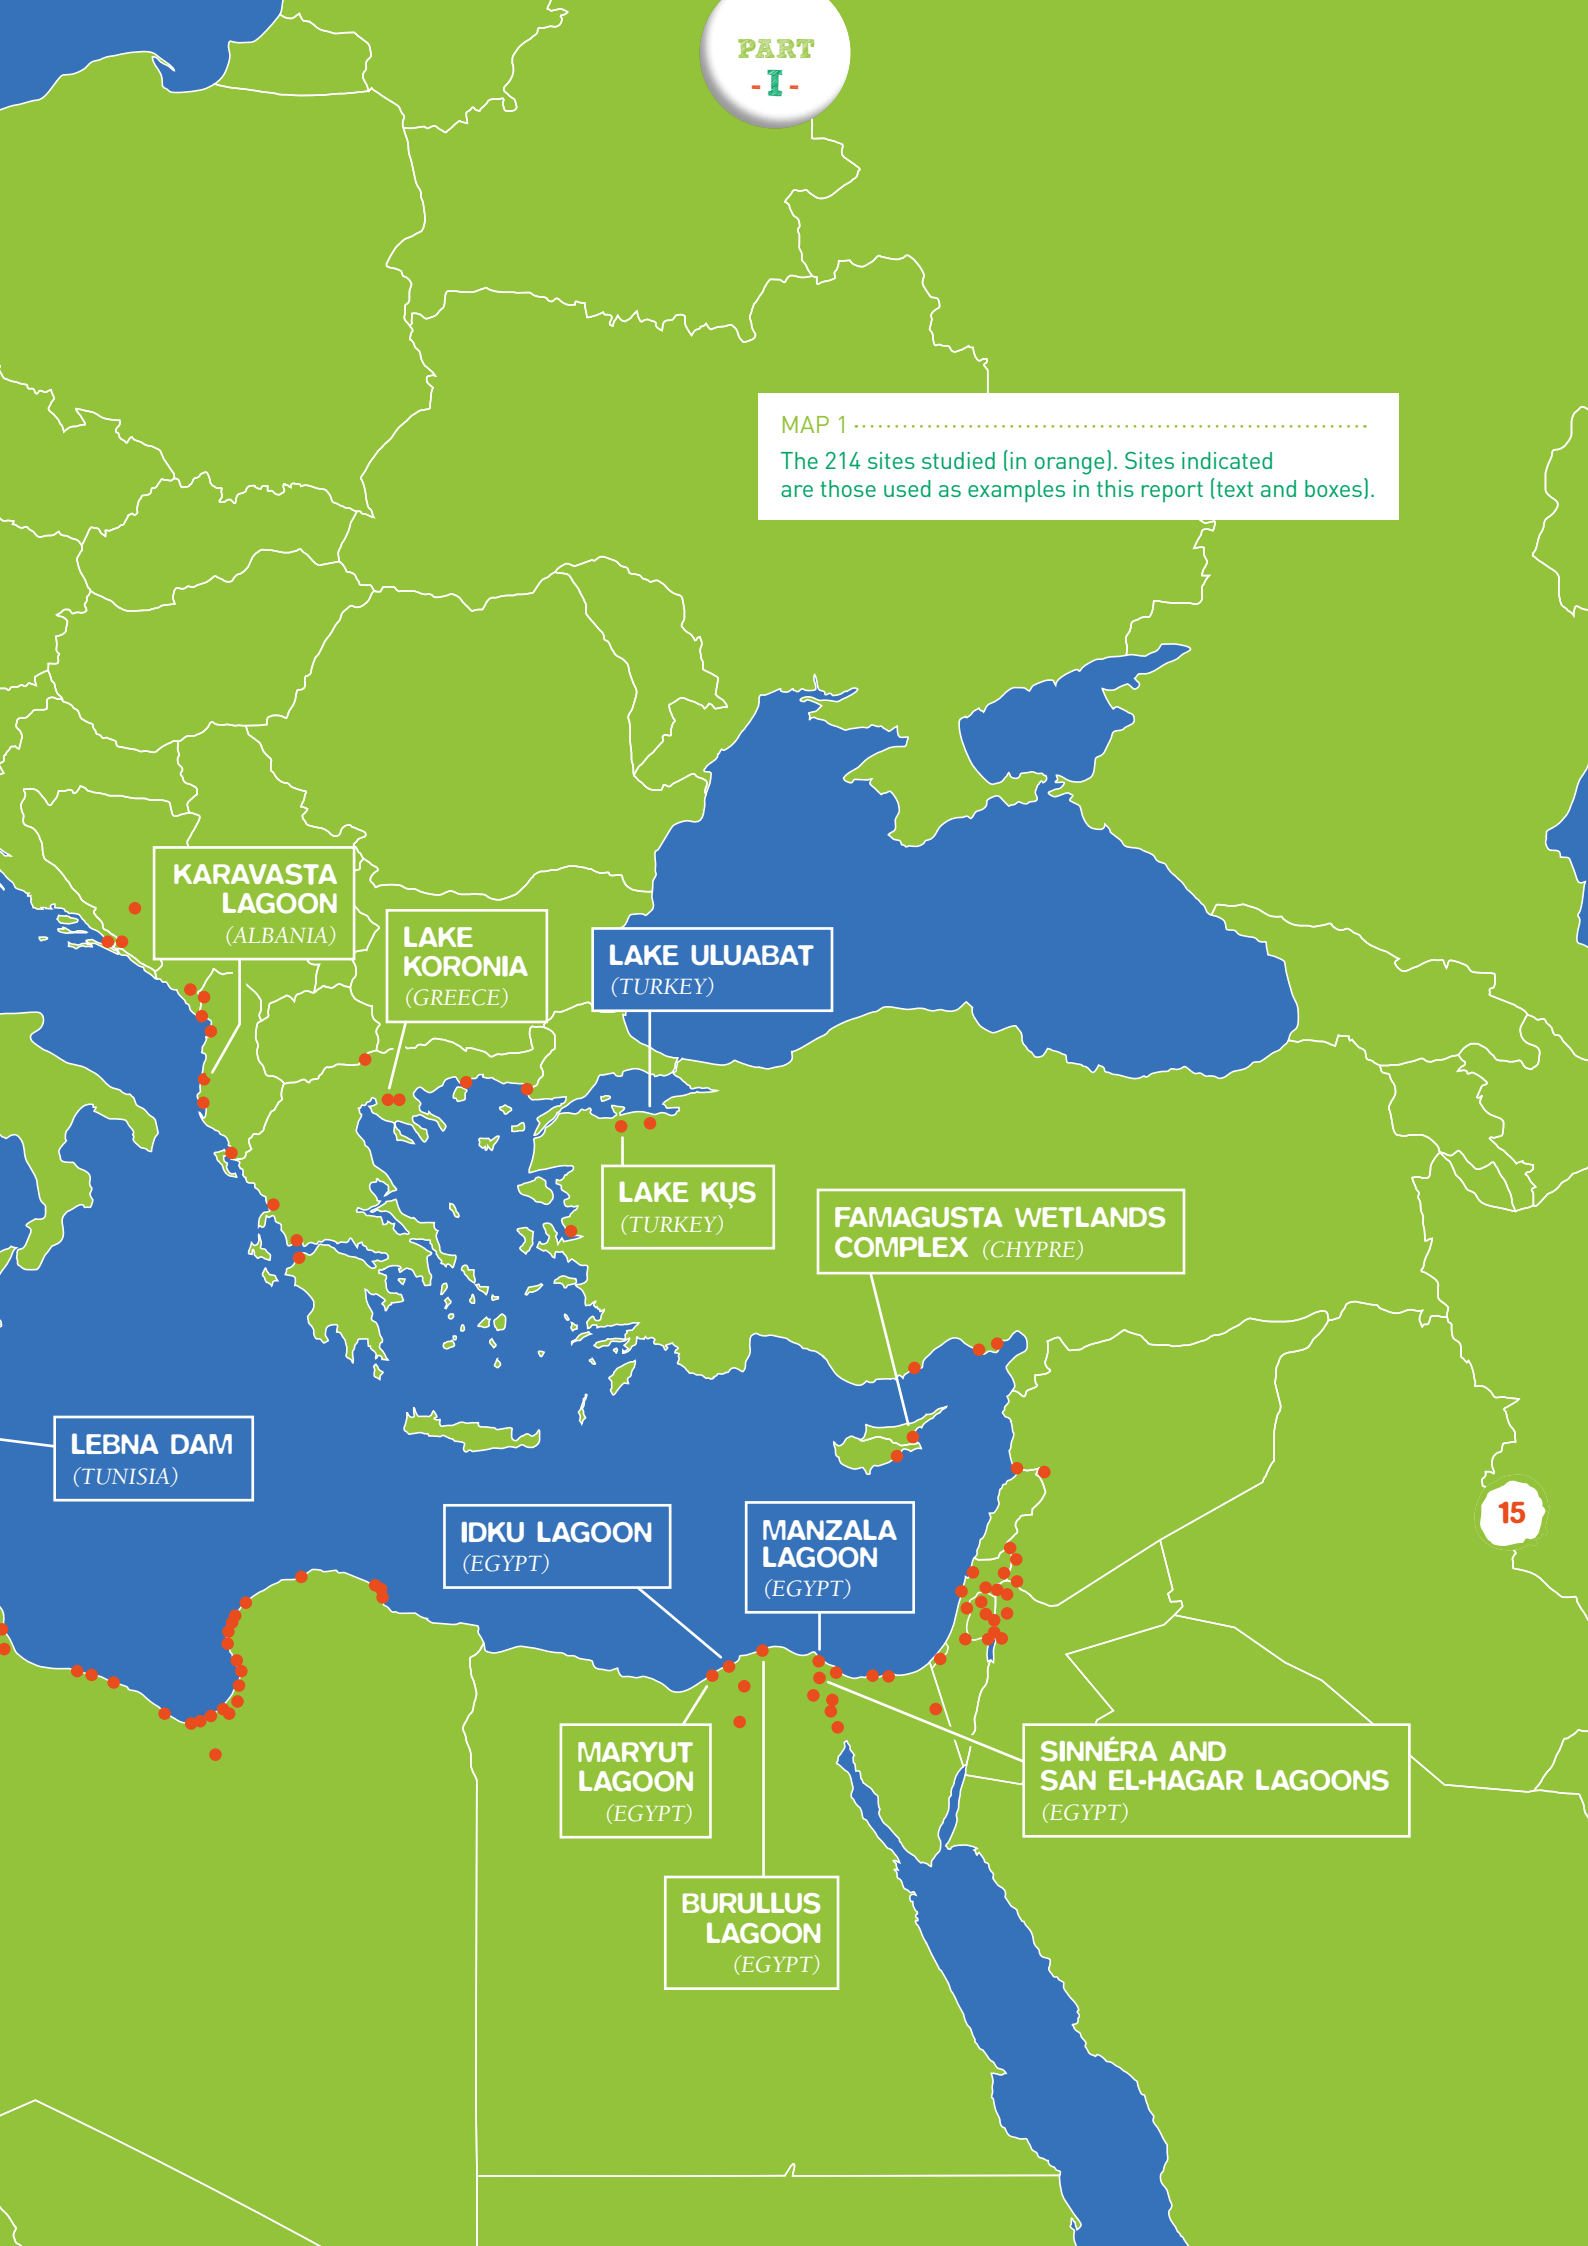 PART
- I -
MAP 1
The 214 sites studied (in orange). Sites indicated
are those used as examples in this report (text and boxes).
KARAVASTA
LAGOON
(ALBANIA)
LAKE
KORONIA
(GREECE)
LAKE ULUABAT
(TURKEY)
LAKE KUŞ
(TURKEY)
FAMAGUSTA WETLANDS
COMPLEX (CHYPRE)
LEBNA DAM
(TUNISIA)
IDKU LAGOON
(EGYPT)
MANZALA
LAGOON
(EGYPT)
15
MARYUT
LAGOON
(EGYPT)
SINNÉRA AND
SAN EL-HAGAR LAGOONS
(EGYPT)
BURULLUS
LAGOON
(EGYPT)